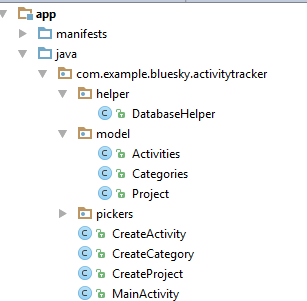 app
manifests
java
com.example.bluesky.activitytracker
helper
DatabaseHelper
model
Activities
Categories
Project
pickers
CreateActivity
CreateCategory
CreateProject
MainActivity